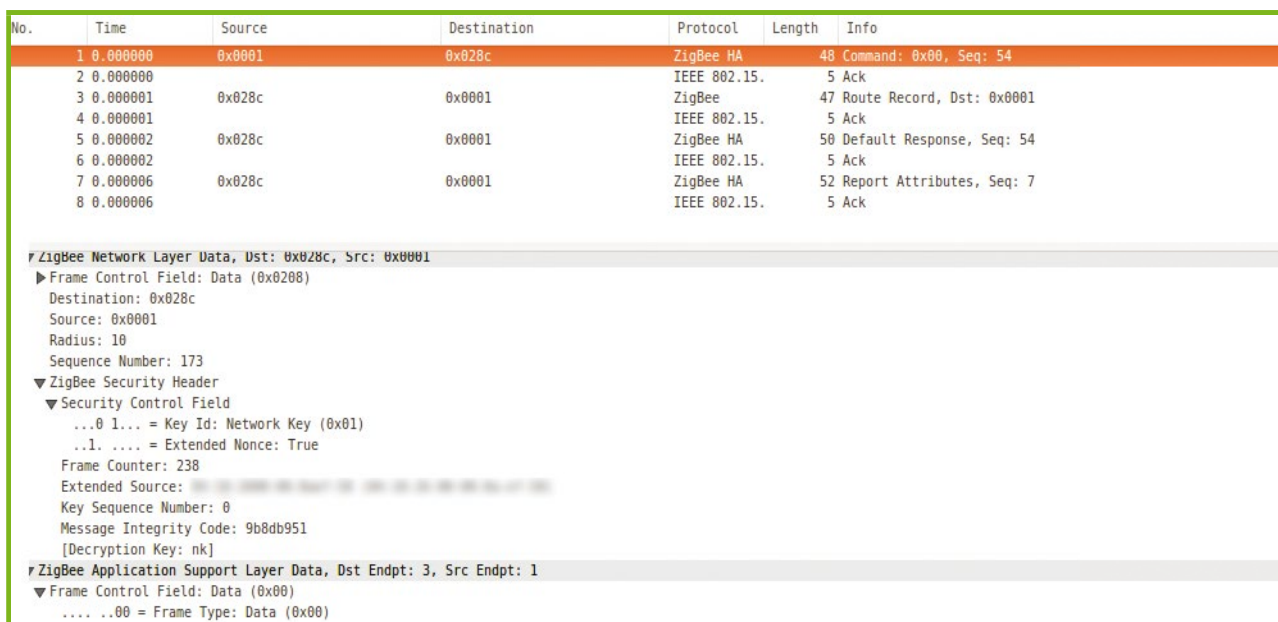 No. Time Source Destination Protocol Length Info
1 0.000000 0x0001 0x028c ZigBee HA 48 Command: 0x00, Seq: 54
2 0.000000 IEEE 802.15. 5 Ack
3 0.000001 0x028c 0x0001 ZigBee 47 Route Record, Dst: 0x0001
4 0.000001 IEEE 802.15. 5 Ack
5 0.000002 0x028c 0x0001 ZigBee HA 50 Default Response, Seq: 54
6 0.000002 IEEE 802.15. 5 Ack
7 0.000006 0x028c 0x0001 ZigBee HA 52 Report Attributes, Seq: 7
8 0.000006 IEEE 802.15. 5 Ack
ZigBee Network Layer Data, Dst: 0x028c, Src: 0x0001
Frame Control Field: Data (0x0208)
Destination: 0x028c
Source: 0x0001
Radius: 10
Sequence Number: 173
ZigBee Security Header
Security Control Field
...0 1... = Key Id: Network Key (0x01)
..1. .... = Extended Nonce: True
Frame Counter: 238
Extended Source:
Key Sequence Number: 0
Message Integrity Code: 9b8db951
[Decryption Key: nk]
ZigBee Application Support Layer Data, Dst Endpt: 3, Src Endpt: 1
Frame Control Field: Data (0x00)
.... ..00 = Frame Type: Data (0x00)